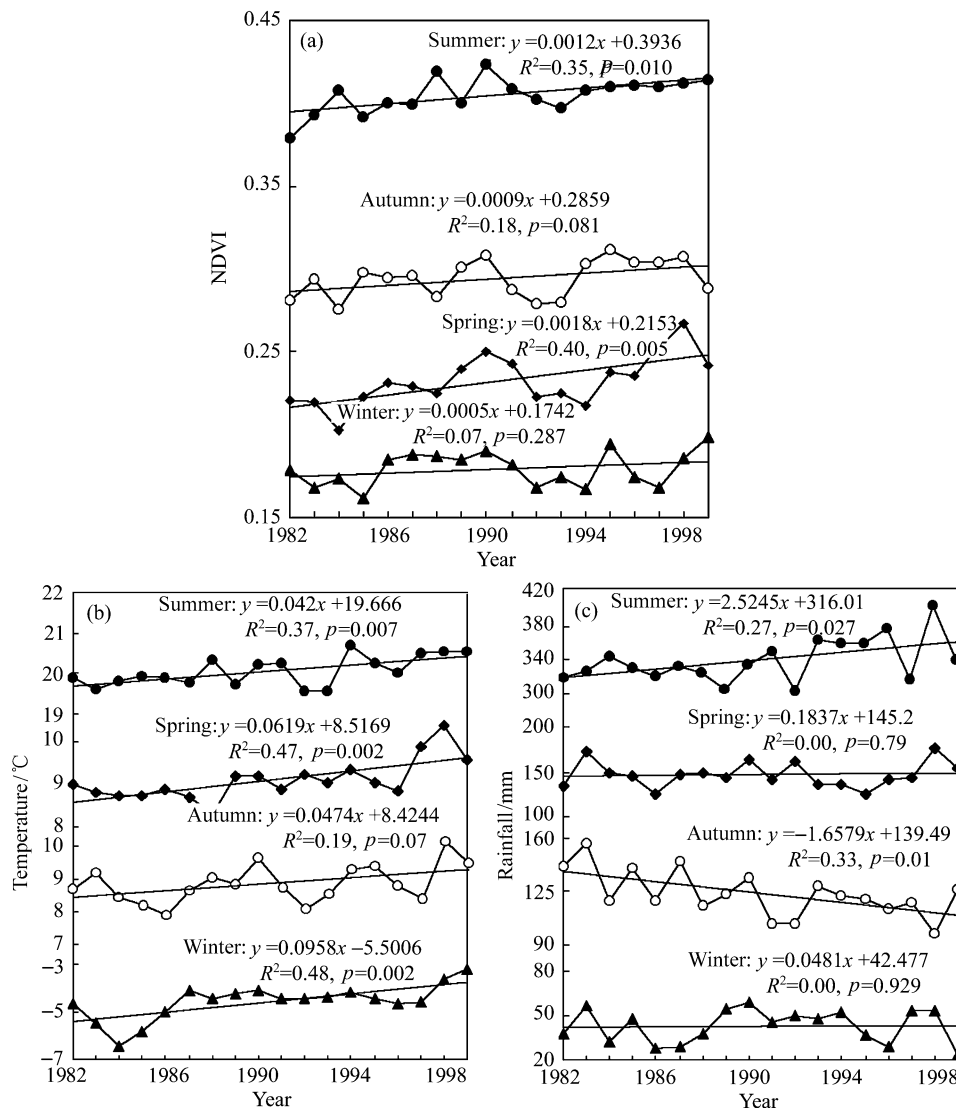 (a)
Summer: y=0.0012x+0.3936
R²=0.35, p=0.010
Autumn: y=0.0009x+0.2859
R²=0.18, p=0.081
Spring: y=0.0018x+0.2153
R²=0.40, p=0.005
Winter: y=0.0005x+0.1742
R²=0.07, p=0.287
NDVI
0.45
0.35
0.25
0.15
1982 1986 1990 1994 1998
Year
(b)
Summer: y=0.042x+19.666
R²=0.37, p=0.007
Spring: y=0.0619x+8.5169
R²=0.47, p=0.002
Autumn: y=0.0474x+8.4244
R²=0.19, p=0.07
Winter: y=0.0958x−5.5006
R²=0.48, p=0.002
Temperature/℃
22
21
20
19
10
9
8
10
9
8
7
−3
−5
−7
1982 1986 1990 1994 1998
Year
(c)
Summer: y=2.5245x+316.01
R²=0.27, p=0.027
Spring: y=0.1837x+145.2
R²=0.00, p=0.79
Autumn: y=−1.6579x+139.49
R²=0.33, p=0.01
Winter: y=0.0481x+42.477
R²=0.00, p=0.929
Rainfall/mm
420
380
340
300
200
150
100
160
125
90
80
50
20
1982 1986 1990 1994 1998
Year